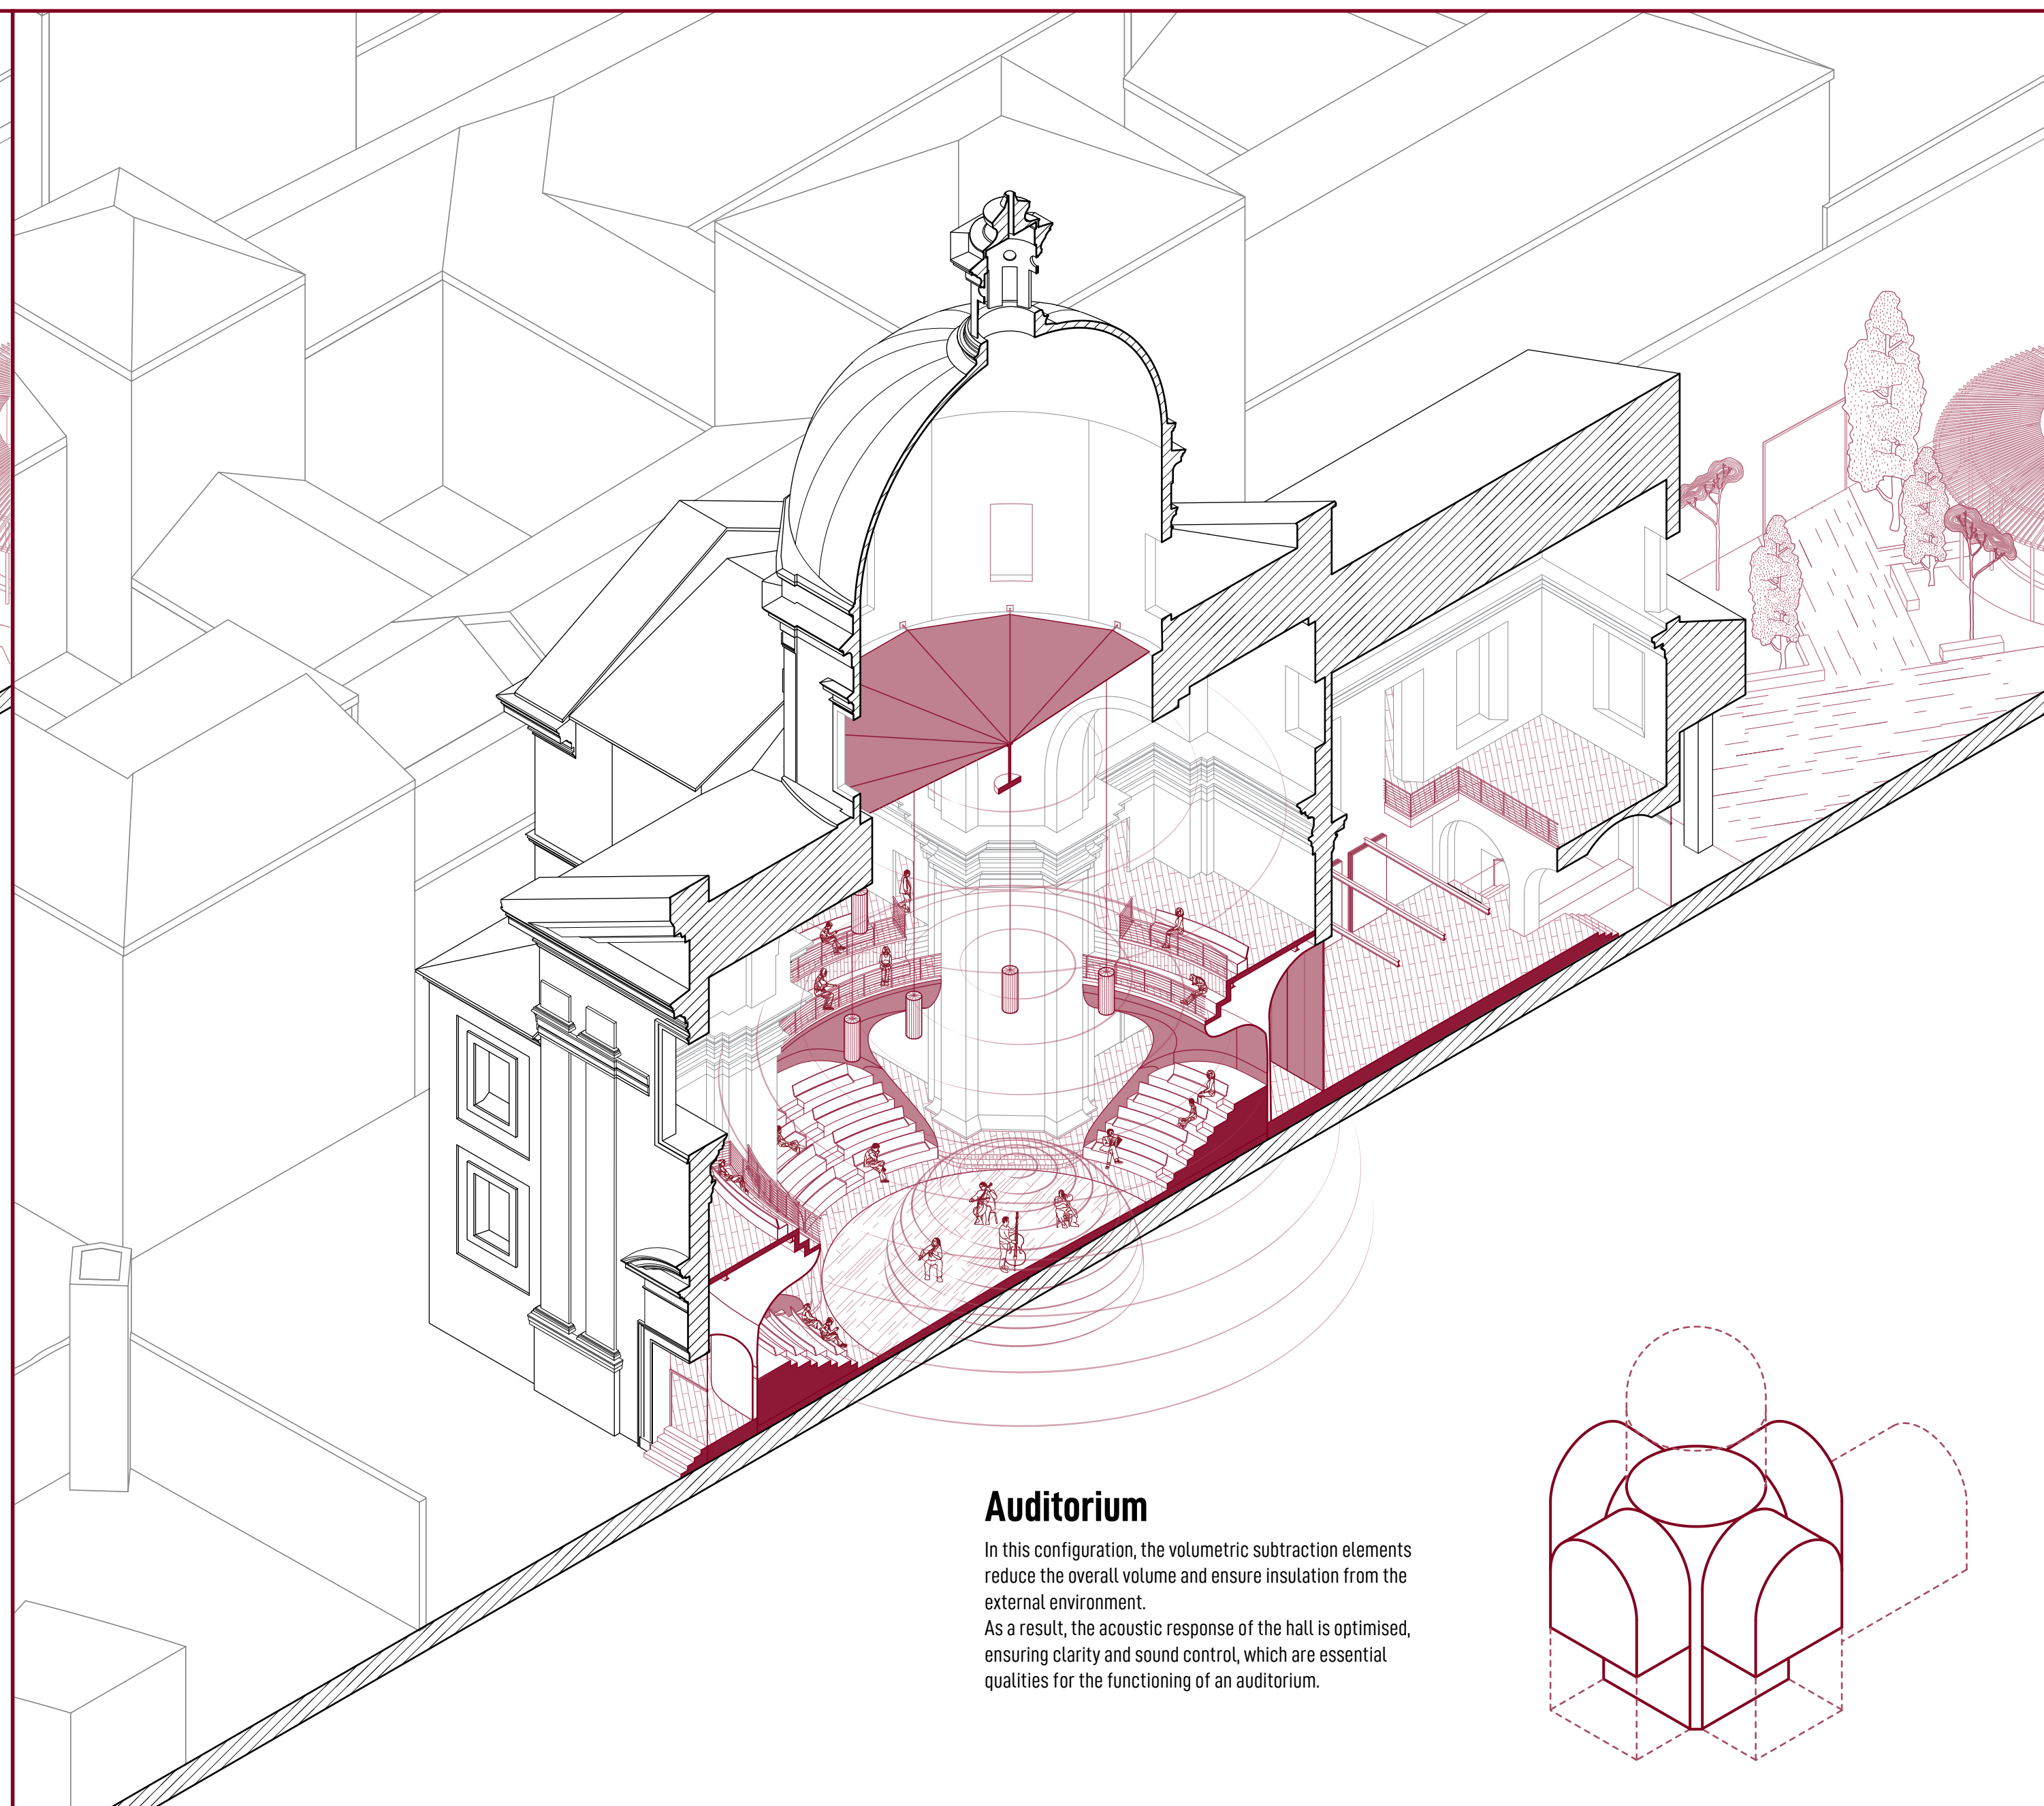 Auditorium
In this configuration, the volumetric subtraction elements
reduce the overall volume and ensure insulation from the
external environment.
As a result, the acoustic response of the hall is optimised,
ensuring clarity and sound control, which are essential
qualities for the functioning of an auditorium.